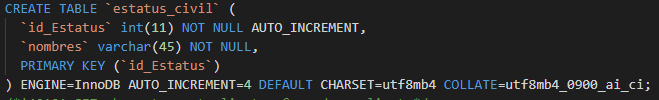 CREATE TABLE `estatus_civil` (
`id_Estatus` int(11) NOT NULL AUTO_INCREMENT,
`nombres` varchar(45) NOT NULL,
PRIMARY KEY (`id_Estatus`)
) ENGINE=InnoDB AUTO_INCREMENT=4 DEFAULT CHARSET=utf8mb4 COLLATE=utf8mb4_0900_ai_ci;